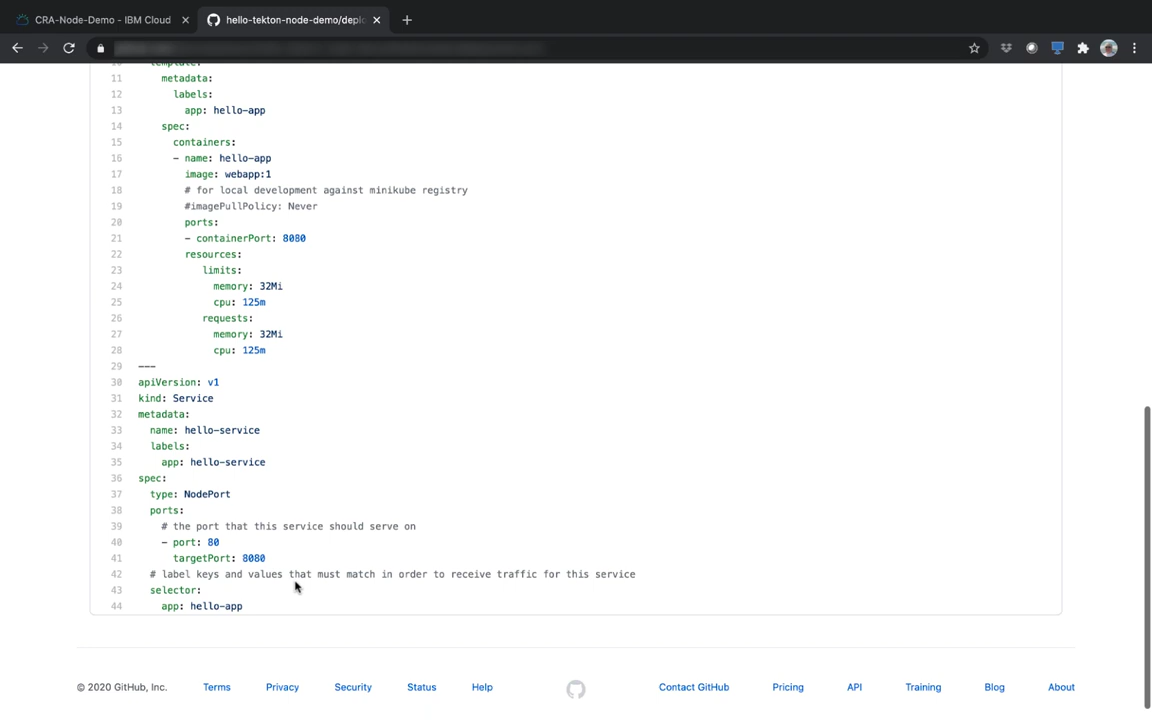 CRA-Node-Demo - IBM Cloud
hello-tekton-node-demo/deplo
10 template:
11 metadata:
12 labels:
13 app: hello-app
14 spec:
15 containers:
16 - name: hello-app
17 image: webapp:1
18 # for local development against minikube registry
19 #imagePullPolicy: Never
20 ports:
21 - containerPort: 8080
22 resources:
23 limits:
24 memory: 32Mi
25 cpu: 125m
26 requests:
27 memory: 32Mi
28 cpu: 125m
29 ---
30 apiVersion: v1
31 kind: Service
32 metadata:
33 name: hello-service
34 labels:
35 app: hello-service
36 spec:
37 type: NodePort
38 ports:
39 # the port that this service should serve on
40 - port: 80
41 targetPort: 8080
42 # label keys and values that must match in order to receive traffic for this service
43 selector:
44 app: hello-app
© 2020 GitHub, Inc. Terms Privacy Security Status Help Contact GitHub Pricing API Training Blog About